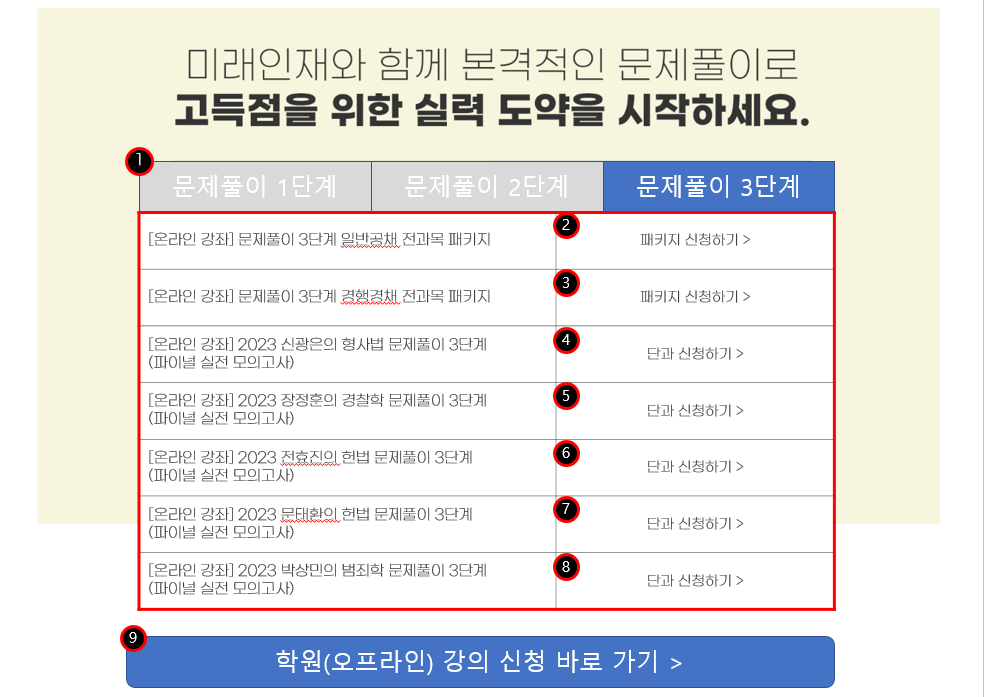 미래인재와 함께 본격적인 문제풀이로
고득점을 위한 실력 도약을 시작하세요.
1
문제풀이 1단계 문제풀이 2단계 문제풀이 3단계
[온라인 강좌] 문제풀이 3단계 일반공채 전과목 패키지 2 패키지 신청하기 >
[온라인 강좌] 문제풀이 3단계 경행경채 전과목 패키지 3 패키지 신청하기 >
[온라인 강좌] 2023 신광은의 형사법 문제풀이 3단계
(파이널 실전 모의고사)
4 단과 신청하기 >
[온라인 강좌] 2023 장정훈의 경찰학 문제풀이 3단계
(파이널 실전 모의고사)
5 단과 신청하기 >
[온라인 강좌] 2023 전효진의 헌법 문제풀이 3단계
(파이널 실전 모의고사)
6 단과 신청하기 >
[온라인 강좌] 2023 문태환의 헌법 문제풀이 3단계
(파이널 실전 모의고사)
7 단과 신청하기 >
[온라인 강좌] 2023 박상민의 범죄학 문제풀이 3단계
(파이널 실전 모의고사)
8 단과 신청하기 >
9
학원(오프라인) 강의 신청 바로 가기 >